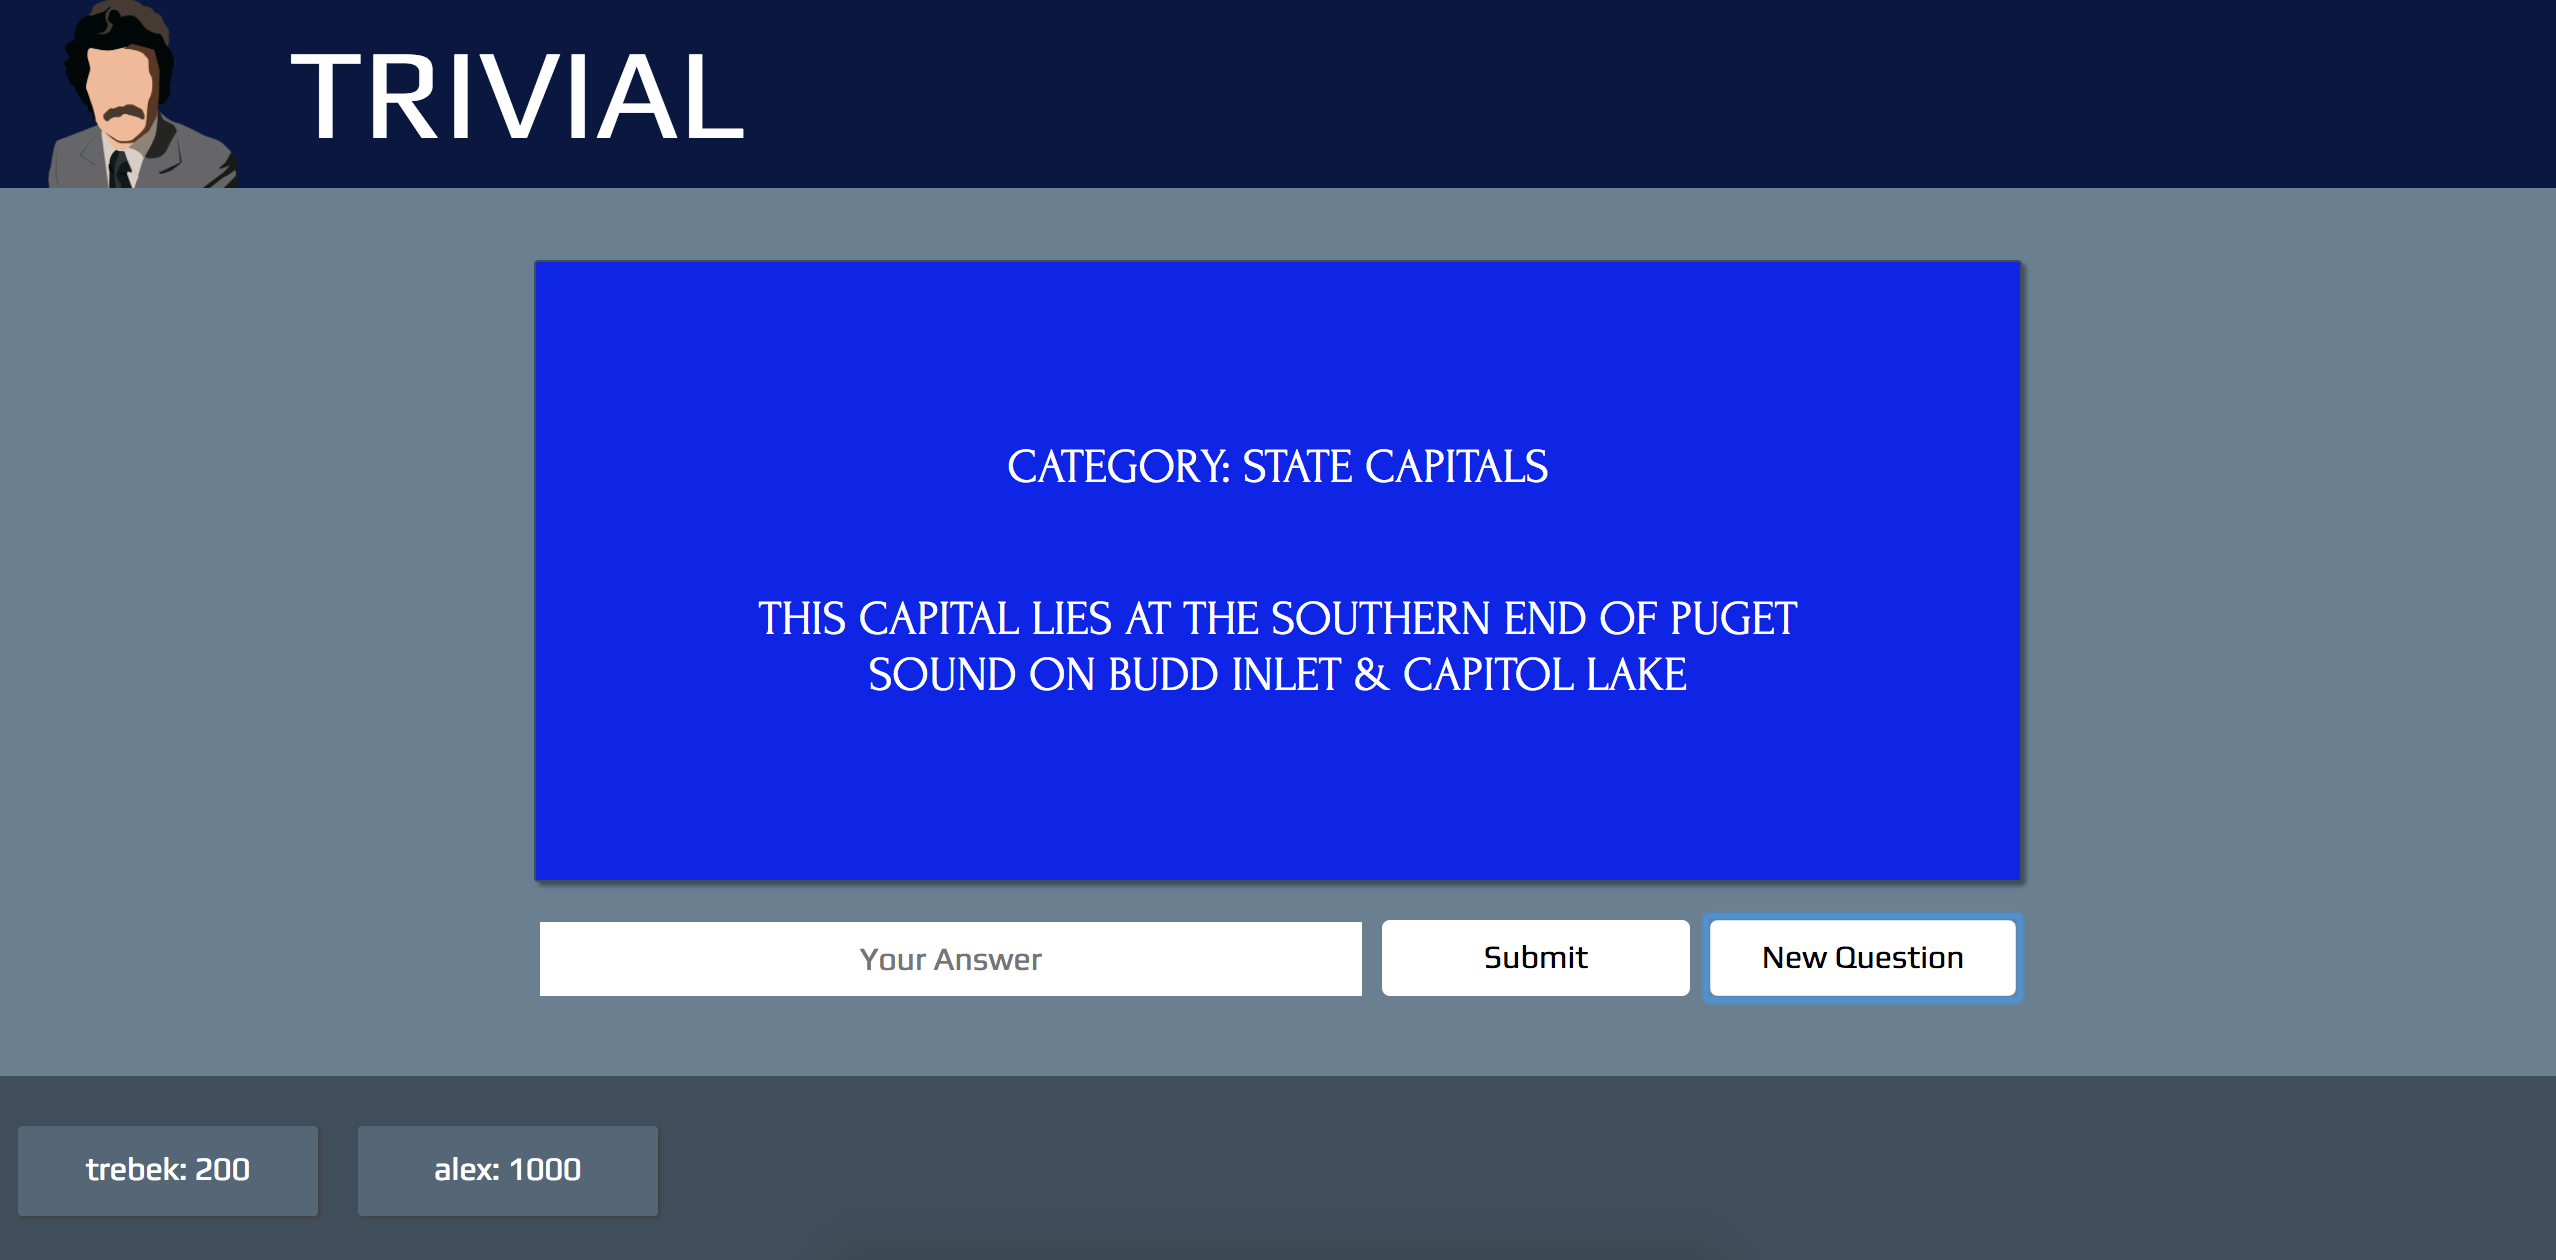 TRIVIAL
CATEGORY: STATE CAPITALS
THIS CAPITAL LIES AT THE SOUTHERN END OF PUGET
SOUND ON BUDD INLET & CAPITOL LAKE
Your Answer
Submit
New Question
trebek: 200
alex: 1000